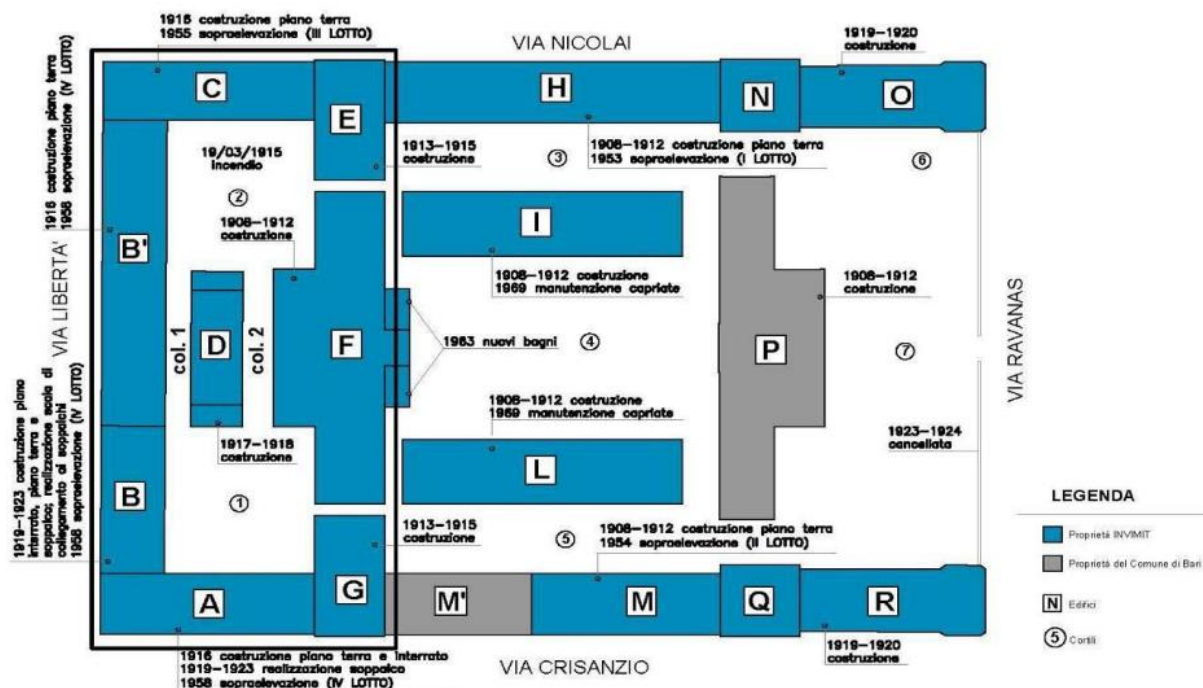 1916 costruzione piano terra
1955 sopraelevazione (III LOTTO)
VIA NICOLAI
1919–1920
costruzione
C
E
H
N
O
1916 costruzione piano terra
1958 sopraelevazione (IV LOTTO)
19/03/1915
incendio
2
1913–1915
costruzione
3
1908–1912 costruzione piano terra
1953 sopraelevazione (I LOTTO)
6
1908–1912
costruzione
I
1908–1912 costruzione
1969 manutenzione capriate
1908–1912
costruzione
VIA LIBERTA'
B'
col. 1
D
col. 2
F
1963 nuovi bagni
4
P
7
VIA RAVANAS
1908–1912 costruzione
1969 manutenzione capriate
1917–1918
costruzione
1923–1924
cancellata
L
1919–1923 costruzione piano
interrato, piano terra e
soppalco; realizzazione scala di
collegamento ai soppalchi
1958 sopraelevazione (IV LOTTO)
B
1
1913–1915
costruzione
5
1908–1912 costruzione piano terra
1954 sopraelevazione (II LOTTO)
A
G
M'
M
Q
R
1916 costruzione piano terra e interrato
1919–1923 realizzazione soppalco
1958 sopraelevazione (IV LOTTO)
VIA CRISANZIO
1919–1920
costruzione
LEGENDA
Proprietà INVIMIT
Proprietà del Comune di Bari
N Edifici
5 Cortili